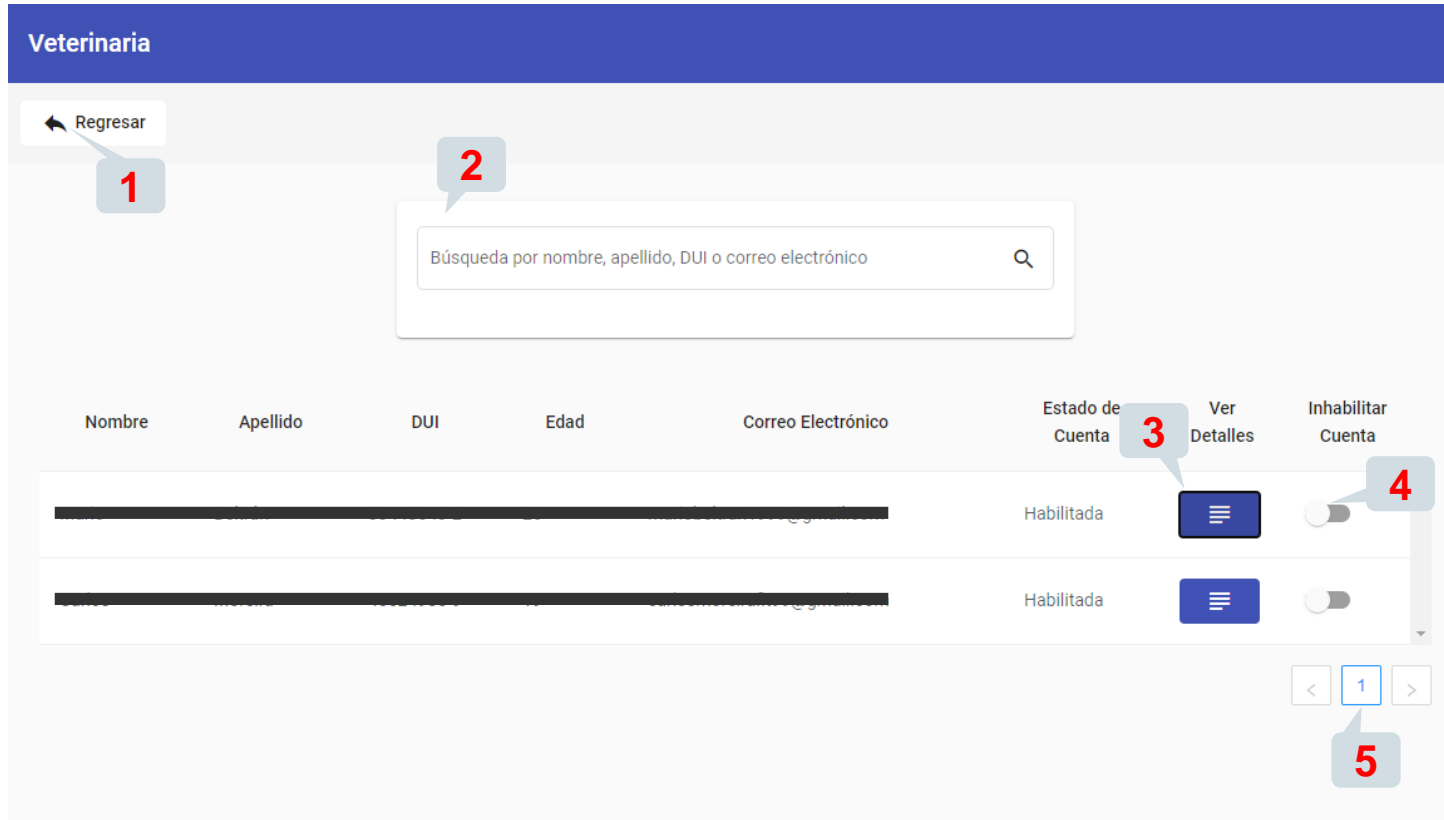 Veterinaria
Regresar
1
2
Búsqueda por nombre, apellido, DUI o correo electrónico
Nombre Apellido DUI Edad Correo Electrónico Estado de Cuenta Ver Detalles Inhabilitar Cuenta
3
4
Habilitada
Habilitada
< 1 >
5